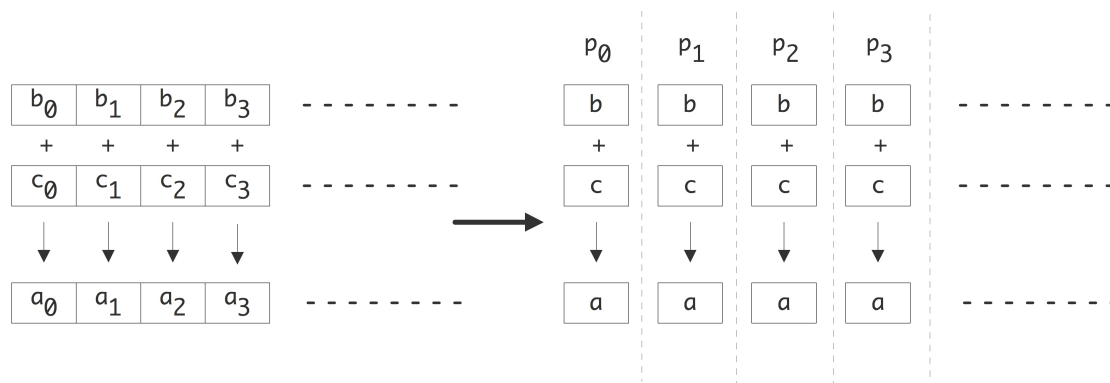 p0 p1 p2 p3
b0 b1 b2 b3 b b b b
+ + + + + + + +
c0 c1 c2 c3 c c c c
a0 a1 a2 a3 a a a a